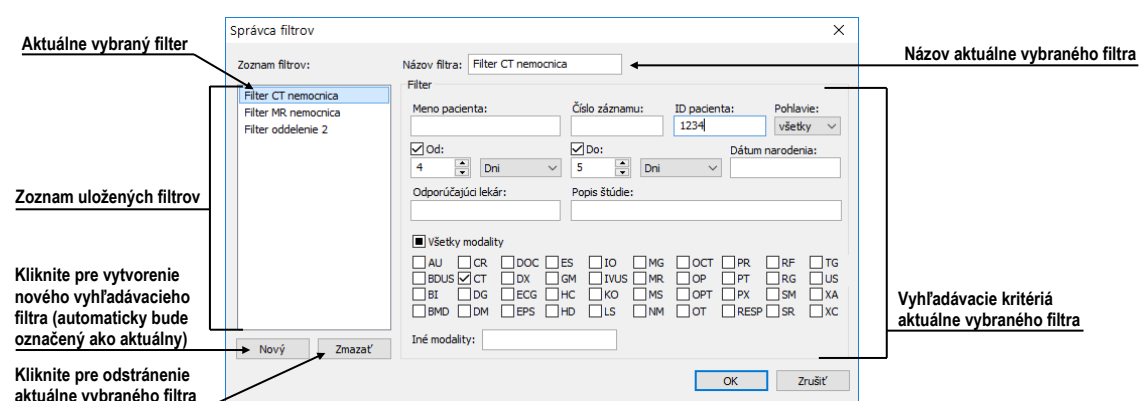 Správca filtrov
Aktuálne vybraný filter
Názov aktuálne vybraného filtra
Zoznam filtrov:
Názov filtra: Filter CT nemocnica
Filter CT nemocnica
Filter MR nemocnica
Filter oddelenie 2
Filter
Meno pacienta: Číslo záznamu: ID pacienta: Pohlavie:
1234 všetky
Od: Do: Dátum narodenia:
4 Dni 5 Dni
Odporúčajúci lekár: Popis štúdie:
Zoznam uložených filtrov
Všetky modality
AU CR DOC ES IO MG OCT PR RF TG
BDUS CT DX GM IVUS MR OP PT RG US
BI DG ECG HC KO MS OPT PX SM XA
BMD DM EPS HD LS NM OT RESP SR XC
Iné modality:
Kliknite pre vytvorenie
nového vyhľadávacieho
filtra (automaticky bude
označený ako aktuálny)
Vyhľadávacie kritériá
aktuálne vybraného filtra
Nový Zmazať
Kliknite pre odstránenie
aktuálne vybraného filtra
OK Zrušiť